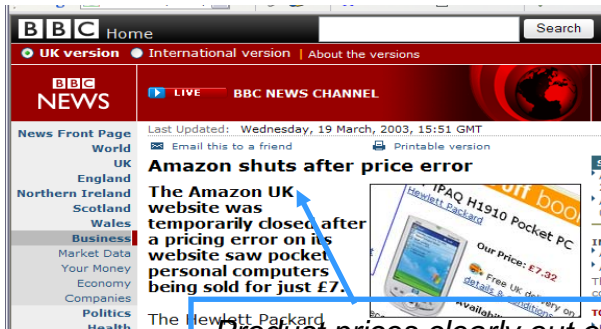 BBC Home
Search
UK version International version | About the versions
BBC
NEWS
LIVE BBC NEWS CHANNEL
News Front Page
World
UK
England
Northern Ireland
Scotland
Wales
Business
Market Data
Your Money
Economy
Companies
Politics
Health
Last Updated: Wednesday, 19 March, 2003, 15:51 GMT
Email this to a friend
Printable version
Amazon shuts after price error
The Amazon UK
website was
temporarily closed after
a pricing error on its
website saw pocket
personal computers
being sold for just £7.
The Hewlett Packard
iPAQ H1910 Pocket PC
Hewlett Packard
Our Price: £7.32
Free UK delivery on
details & conditions
Product prices clearly out